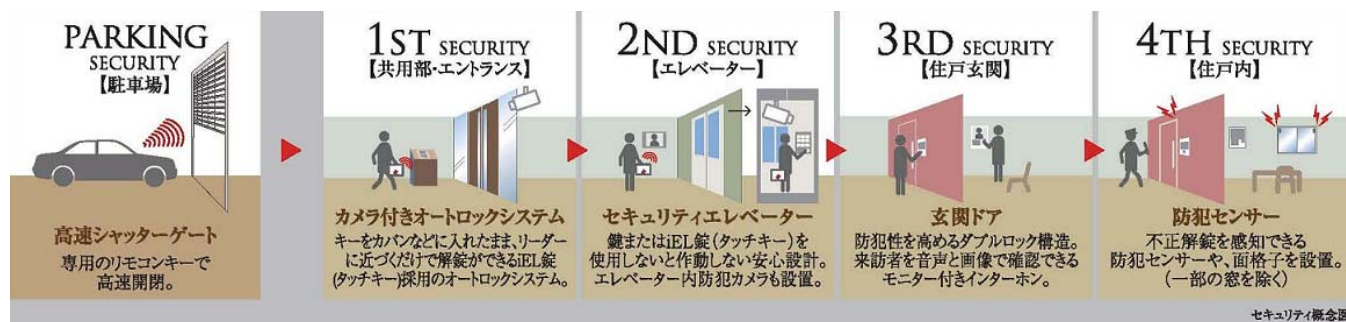 PARKING
SECURITY
【駐車場】
高速シャッターゲート
専用のリモコンキーで
高速開閉。
1ST SECURITY
【共用部・エントランス】
カメラ付きオートロックシステム
キーをカバンなどに入れたまま、リーダー
に近づくだけで解錠ができるiEL錠
(タッチキー)採用のオートロックシステム。
2ND SECURITY
【エレベーター】
セキュリティエレベーター
鍵またはiEL錠(タッチキー)を
使用しないと作動しない安心設計。
エレベーター内防犯カメラも設置。
3RD SECURITY
【住戸玄関】
玄関ドア
防犯性を高めるダブルロック構造。
来訪者を音声と画像で確認できる
モニター付きインターホン。
4TH SECURITY
【住戸内】
防犯センサー
不正解錠を感知できる
防犯センサーや、面格子を設置。
(一部の窓を除く)
セキュリティ概念図